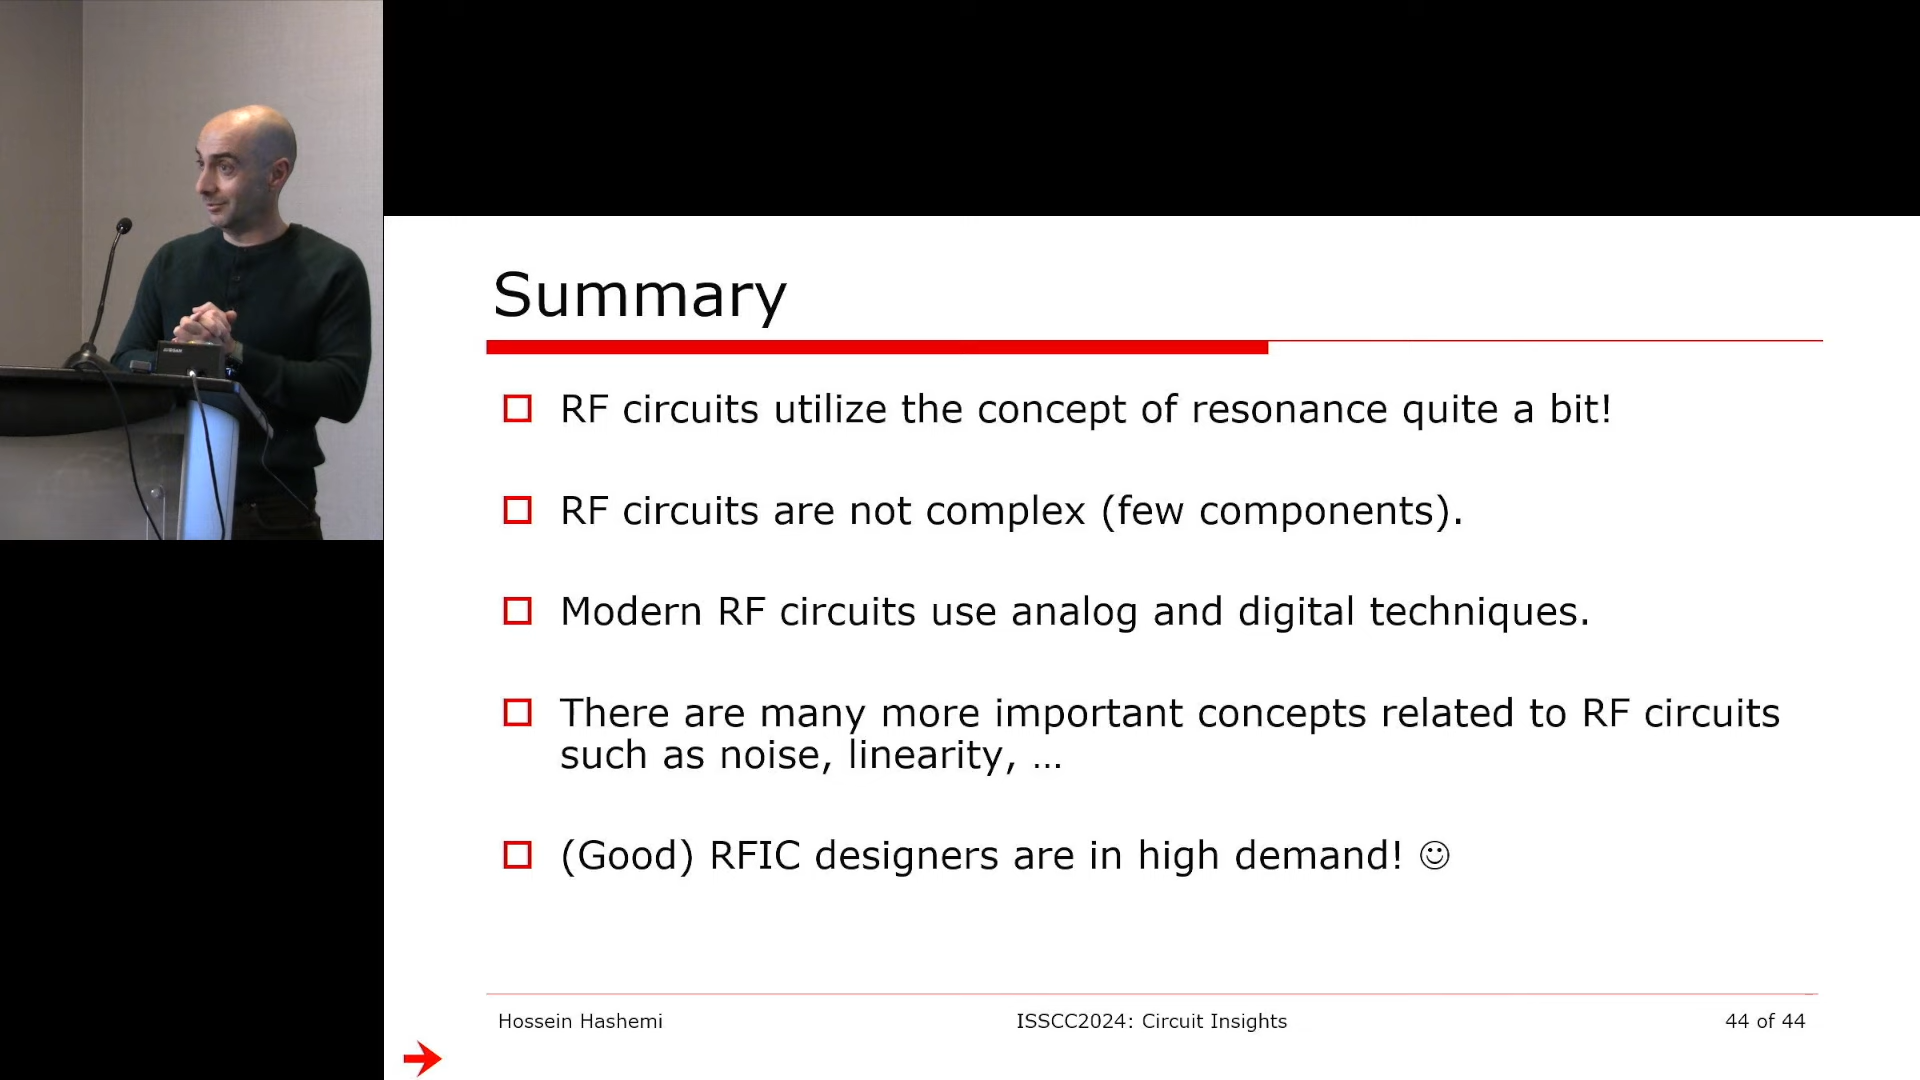 Summary
RF circuits utilize the concept of resonance quite a bit!
RF circuits are not complex (few components).
Modern RF circuits use analog and digital techniques.
There are many more important concepts related to RF circuits
such as noise, linearity, …
(Good) RFIC designers are in high demand! ☺
Hossein Hashemi
ISSCC2024: Circuit Insights
44 of 44